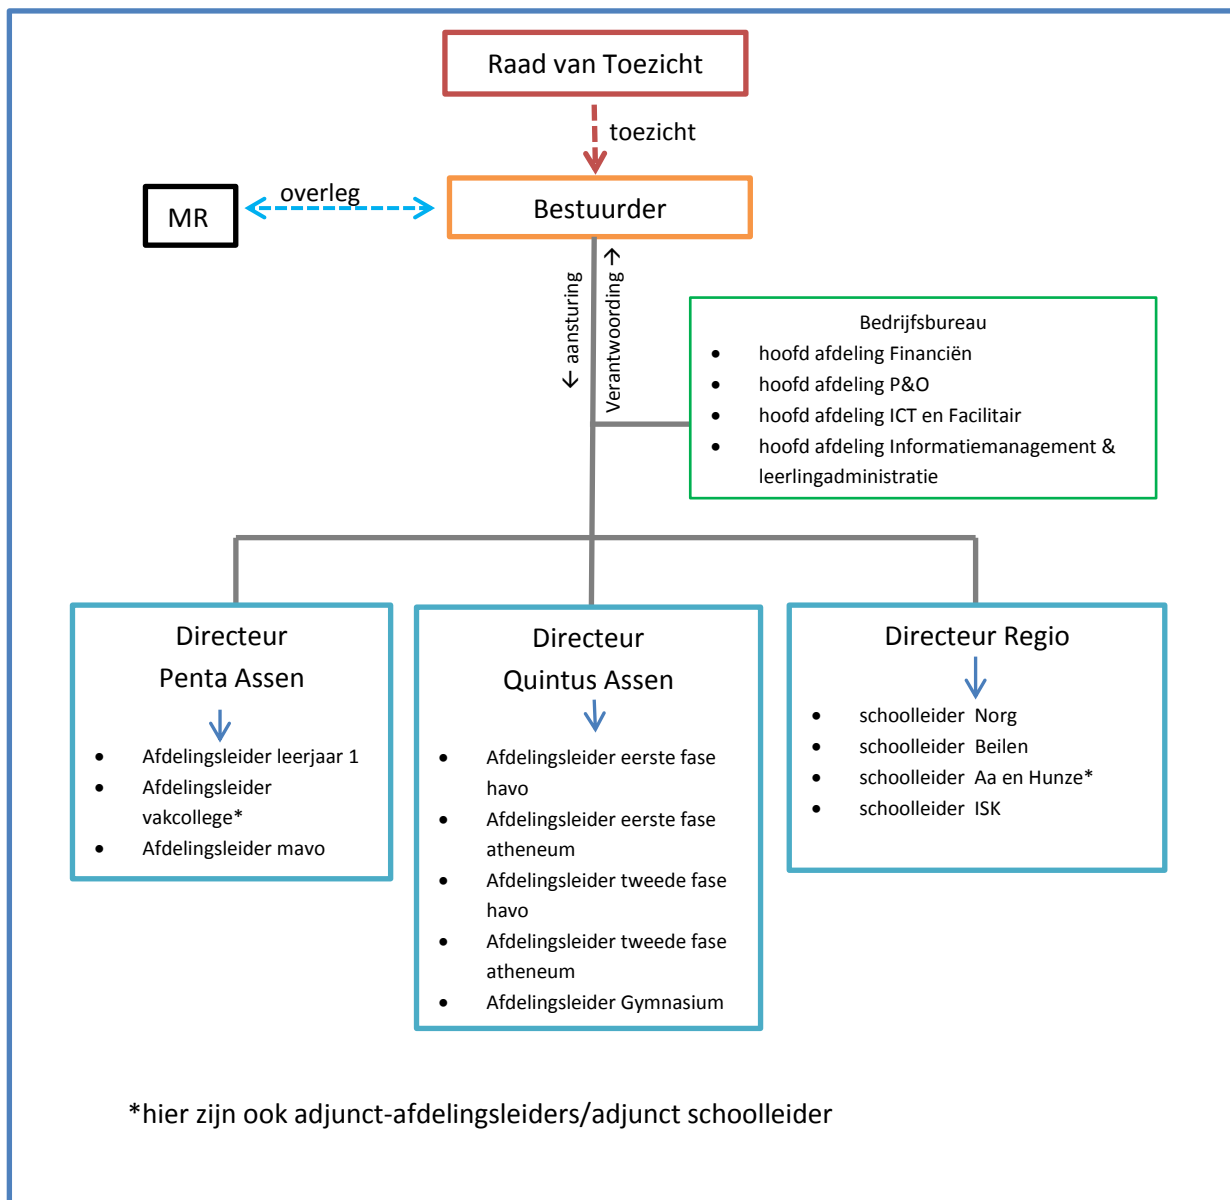 Raad van Toezicht
toezicht
MR
overleg
Bestuurder
← aansturing
Verantwoording →
Bedrijfsbureau
• hoofd afdeling Financiën
• hoofd afdeling P&O
• hoofd afdeling ICT en Facilitair
• hoofd afdeling Informatiemanagement &
leerlingadministratie
Directeur
Penta Assen
• Afdelingsleider leerjaar 1
• Afdelingsleider
vakcollege*
• Afdelingsleider mavo
Directeur
Quintus Assen
• Afdelingsleider eerste fase
havo
• Afdelingsleider eerste fase
atheneum
• Afdelingsleider tweede fase
havo
• Afdelingsleider tweede fase
atheneum
• Afdelingsleider Gymnasium
Directeur Regio
• schoolleider Norg
• schoolleider Beilen
• schoolleider Aa en Hunze*
• schoolleider ISK
*hier zijn ook adjunct-afdelingsleiders/adjunct schoolleider